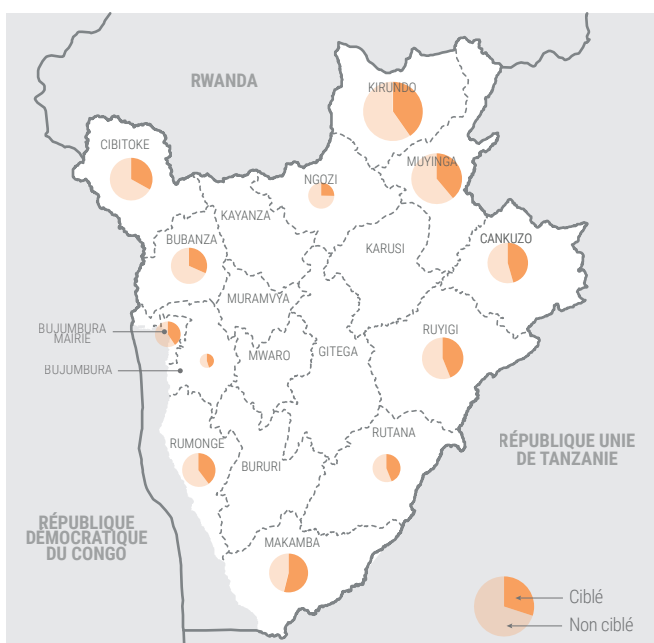 RWANDA
KIRUNDO
CIBITOKE
MUYINGA
NGOZI
KAYANZA
BUBANZA
KARUSI
CANKUZO
MURAMVYA
BUJUMBURA
MAIRIE
RUYIGI
MWARO
GITEGA
BUJUMBURA
RUMONGE
RUTANA
BURURI
RÉPUBLIQUE UNIE
DE TANZANIE
RÉPUBLIQUE
DÉMOCRATIQUE
DU CONGO
MAKAMBA
Ciblé
Non ciblé